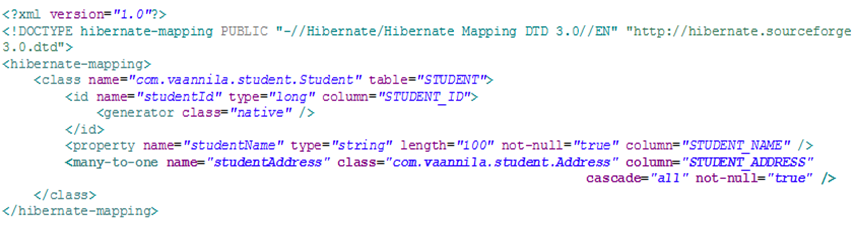 <?xml version="1.0"?>
<!DOCTYPE hibernate-mapping PUBLIC "-//Hibernate/Hibernate Mapping DTD 3.0//EN" "http://hibernate.sourceforge
3.0.dtd">
<hibernate-mapping>
<class name="com.vaannila.student.Student" table="STUDENT">
<id name="studentId" type="long" column="STUDENT_ID">
<generator class="native" />
</id>
<property name="studentName" type="string" length="100" not-null="true" column="STUDENT_NAME" />
<many-to-one name="studentAddress" class="com.vaannila.student.Address" column="STUDENT_ADDRESS"
cascade="all" not-null="true" />
</class>
</hibernate-mapping>